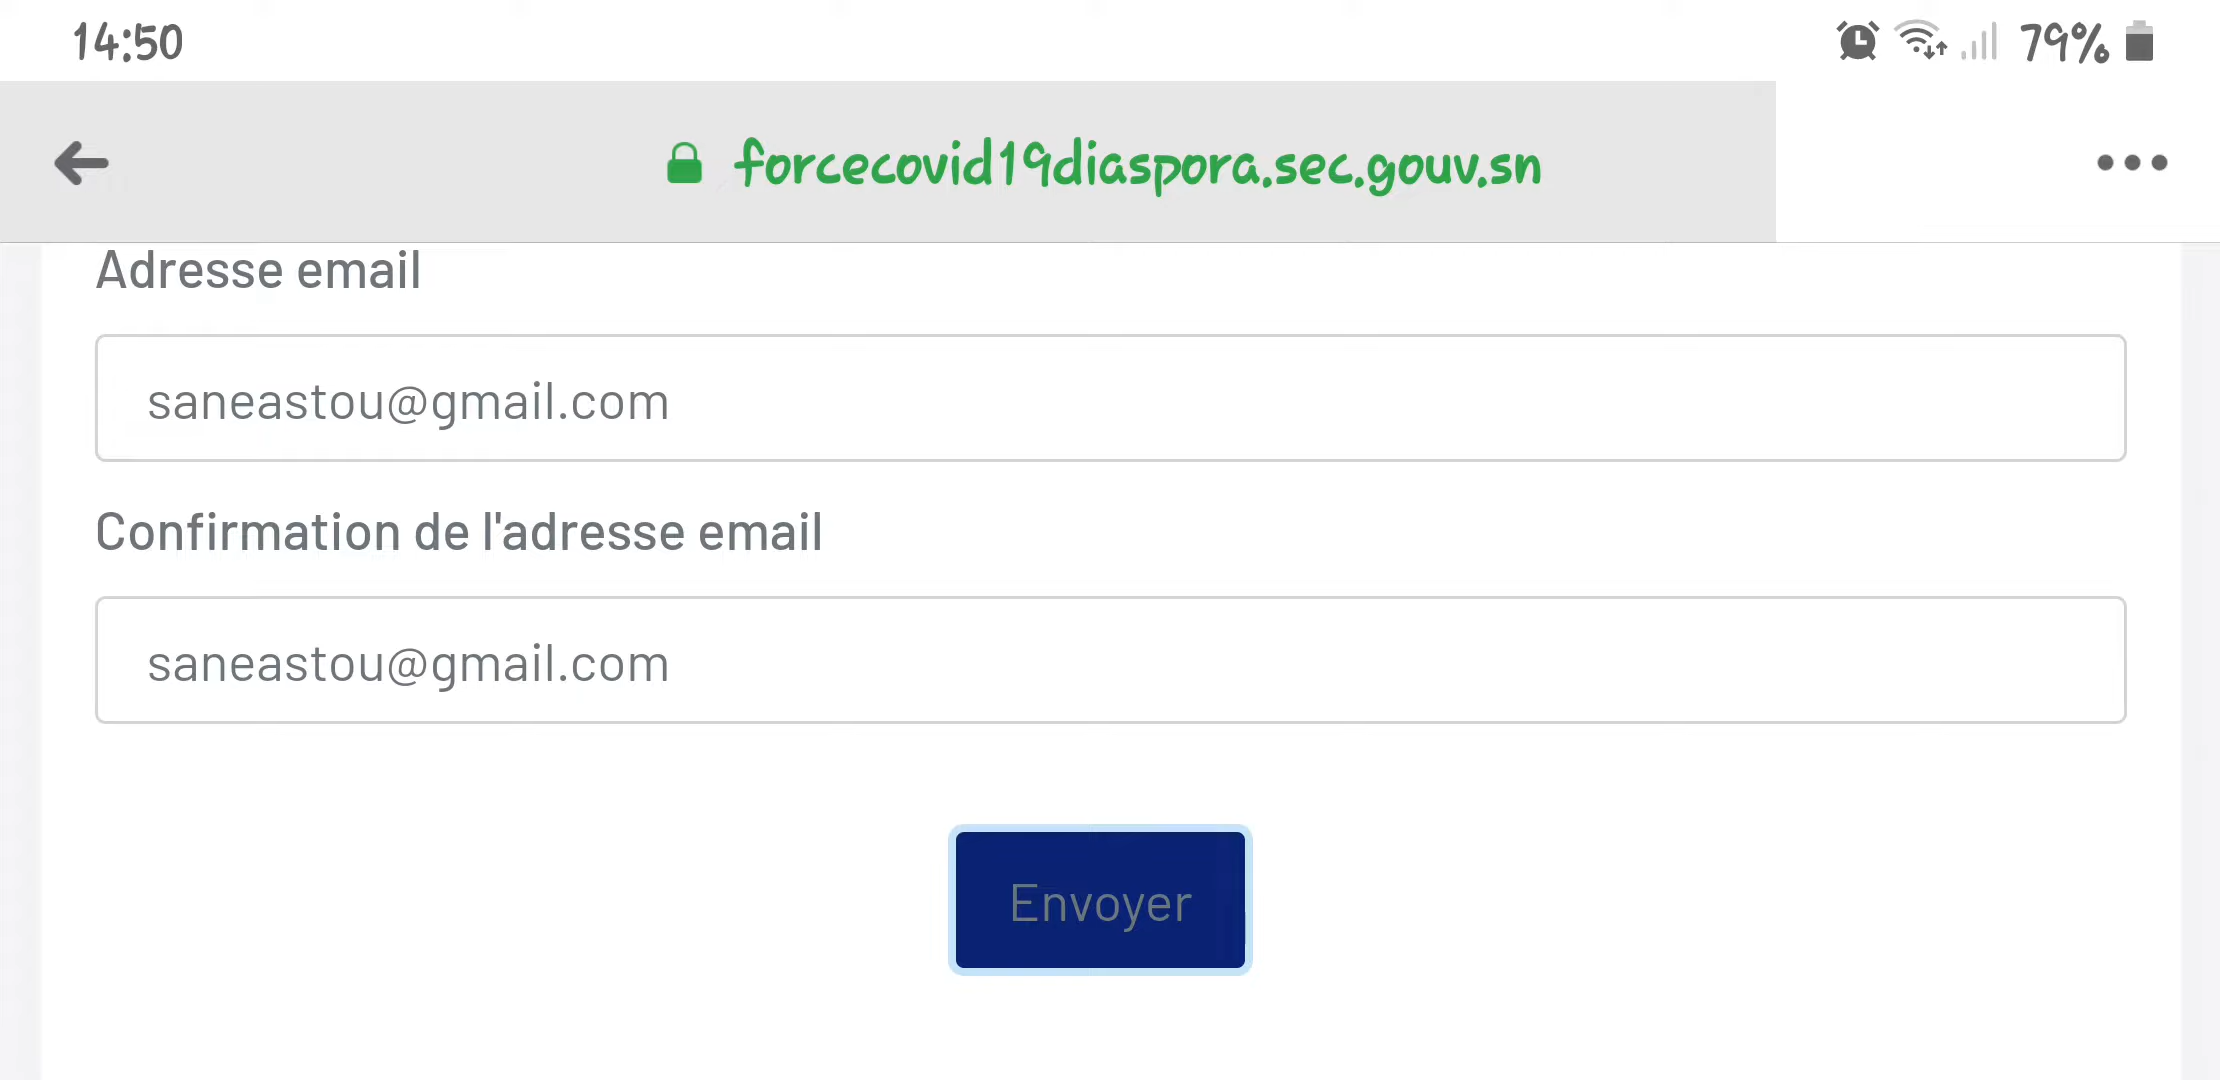 14:50
79%
forcecovid19diaspora.sec.gouv.sn
Adresse email
saneastou@gmail.com
Confirmation de l'adresse email
saneastou@gmail.com
Envoyer